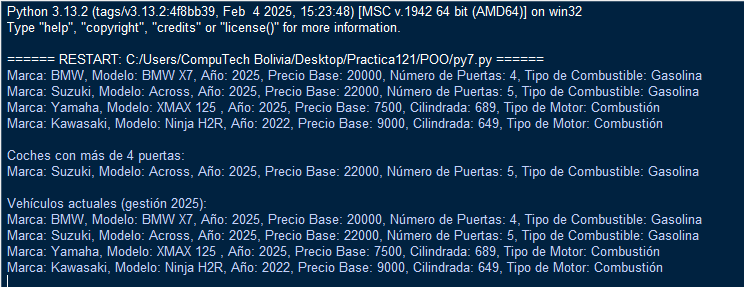 Python 3.13.2 (tags/v3.13.2:4f8bb39, Feb  4 2025, 15:23:48) [MSC v.1942 64 bit (AMD64)] on win32
Type "help", "copyright", "credits" or "license()" for more information.
====== RESTART: C:/Users/CompuTech Bolivia/Desktop/Practica121/POO/py7.py ======
Marca: BMW, Modelo: BMW X7, Año: 2025, Precio Base: 20000, Número de Puertas: 4, Tipo de Combustible: Gasolina
Marca: Suzuki, Modelo: Across, Año: 2025, Precio Base: 22000, Número de Puertas: 5, Tipo de Combustible: Gasolina
Marca: Yamaha, Modelo: XMAX 125 , Año: 2025, Precio Base: 7500, Cilindrada: 689, Tipo de Motor: Combustión
Marca: Kawasaki, Modelo: Ninja H2R, Año: 2022, Precio Base: 9000, Cilindrada: 649, Tipo de Motor: Combustión
Coches con más de 4 puertas:
Marca: Suzuki, Modelo: Across, Año: 2025, Precio Base: 22000, Número de Puertas: 5, Tipo de Combustible: Gasolina
Vehículos actuales (gestión 2025):
Marca: BMW, Modelo: BMW X7, Año: 2025, Precio Base: 20000, Número de Puertas: 4, Tipo de Combustible: Gasolina
Marca: Suzuki, Modelo: Across, Año: 2025, Precio Base: 22000, Número de Puertas: 5, Tipo de Combustible: Gasolina
Marca: Yamaha, Modelo: XMAX 125 , Año: 2025, Precio Base: 7500, Cilindrada: 689, Tipo de Motor: Combustión
Marca: Kawasaki, Modelo: Ninja H2R, Año: 2022, Precio Base: 9000, Cilindrada: 649, Tipo de Motor: Combustión